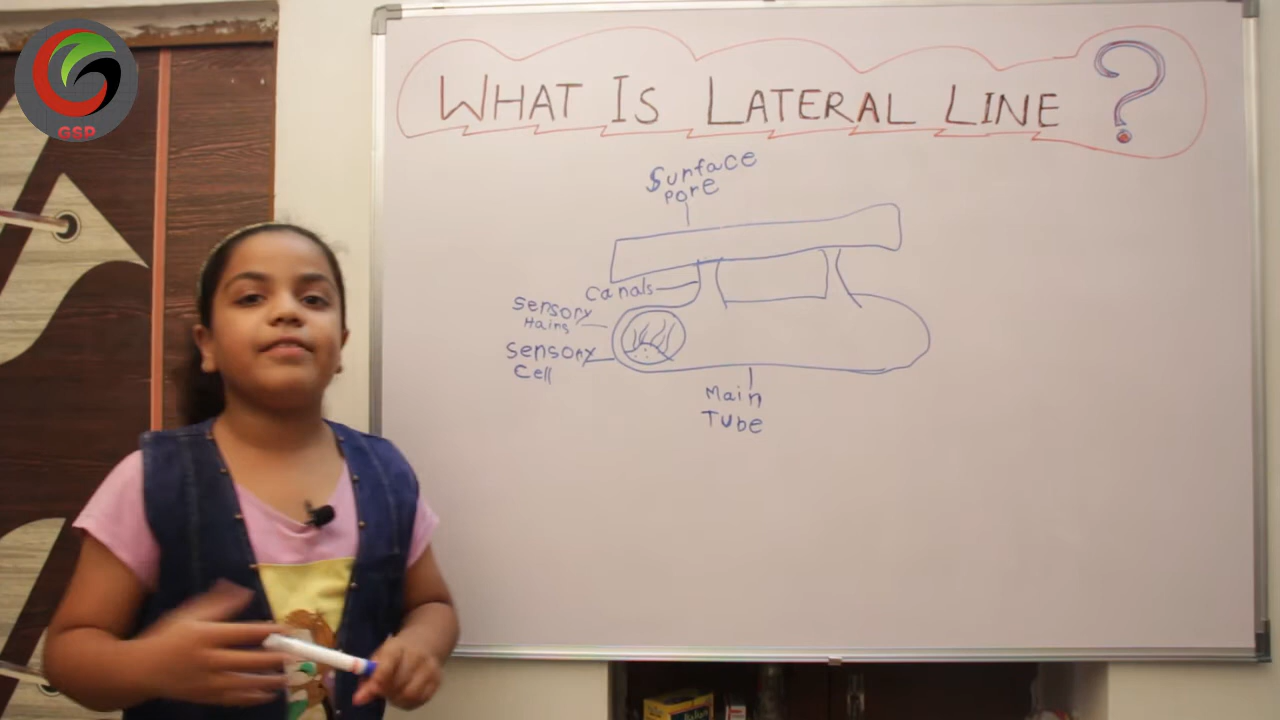 GSP
WHAT IS LATERAL LINE ?
Surface
Pore
Canals
Sensory
Hairs
Sensory
Cell
Main
Tube